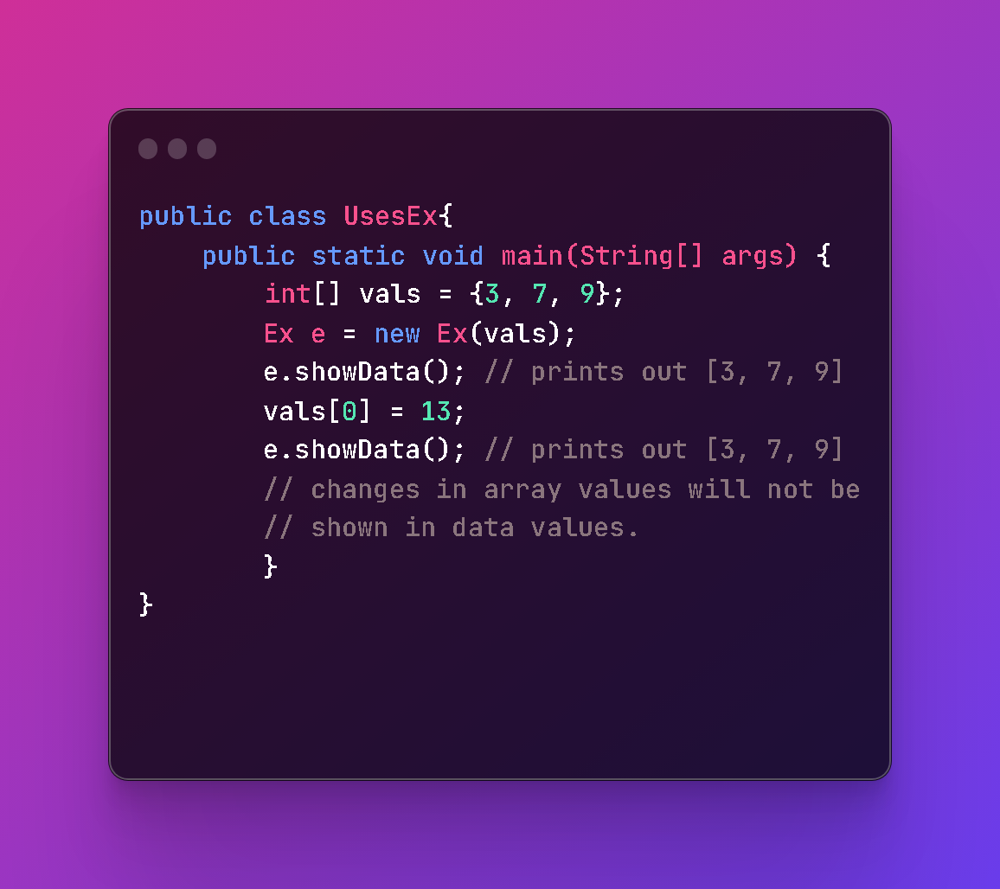 public class UsesEx{
    public static void main(String[] args) {
        int[] vals = {3, 7, 9};
        Ex e = new Ex(vals);
        e.showData(); // prints out [3, 7, 9]
        vals[0] = 13;
        e.showData(); // prints out [3, 7, 9]
        // changes in array values will not be
        // shown in data values.
        }
}